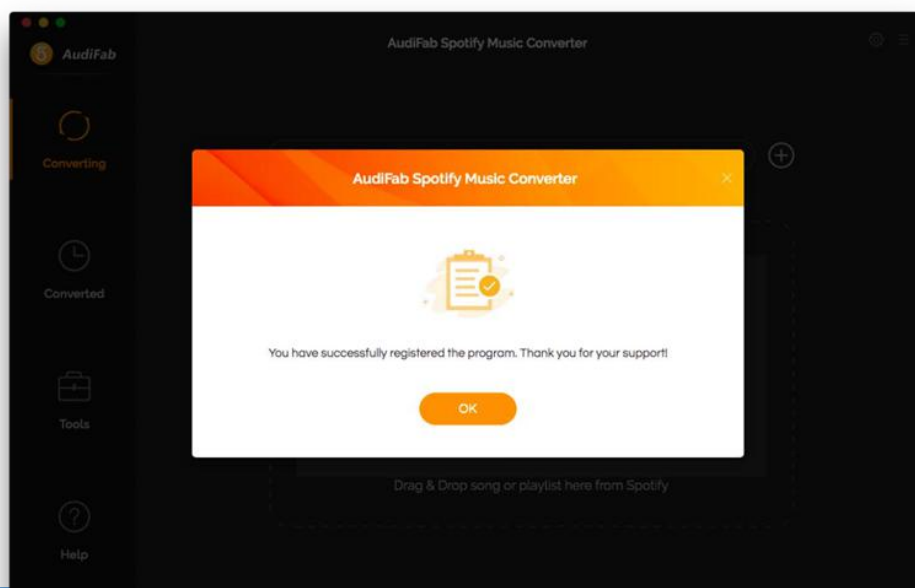 AudiFab
AudiFab Spotify Music Converter
Converting
Converted
Tools
Help
AudiFab Spotify Music Converter
You have successfully registered the program. Thank you for your support!
OK
Drag & Drop song or playlist here from Spotify